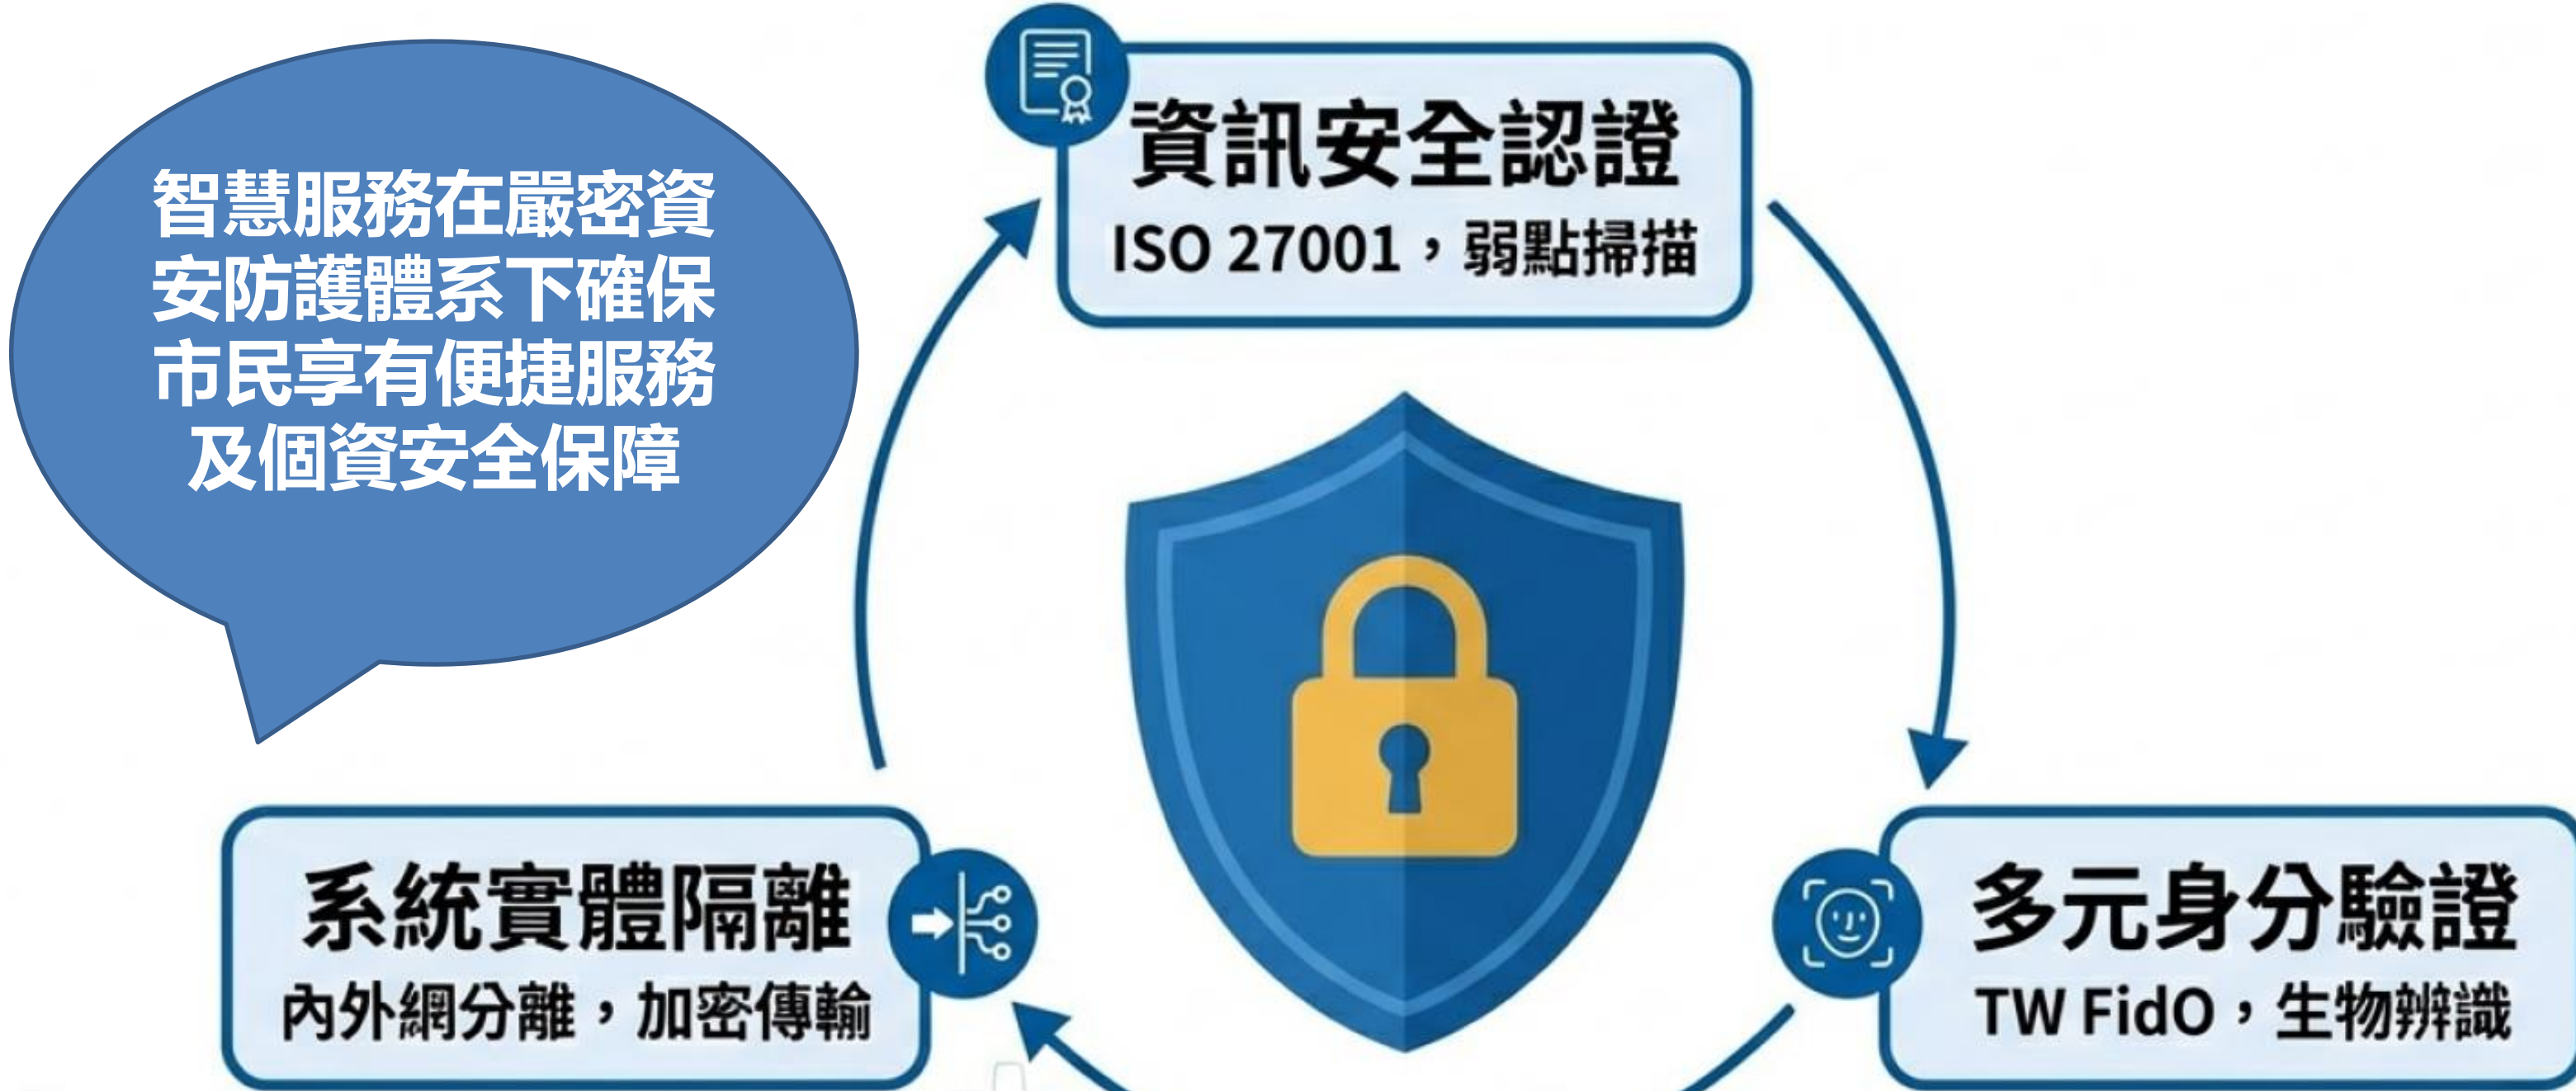 智慧服務在嚴密資
安防護體系下確保
市民享有便捷服務
及個資安全保障
資訊安全認證
ISO 27001，弱點掃描
系統實體隔離
內外網分離，加密傳輸
多元身分驗證
TW FidO，生物辨識